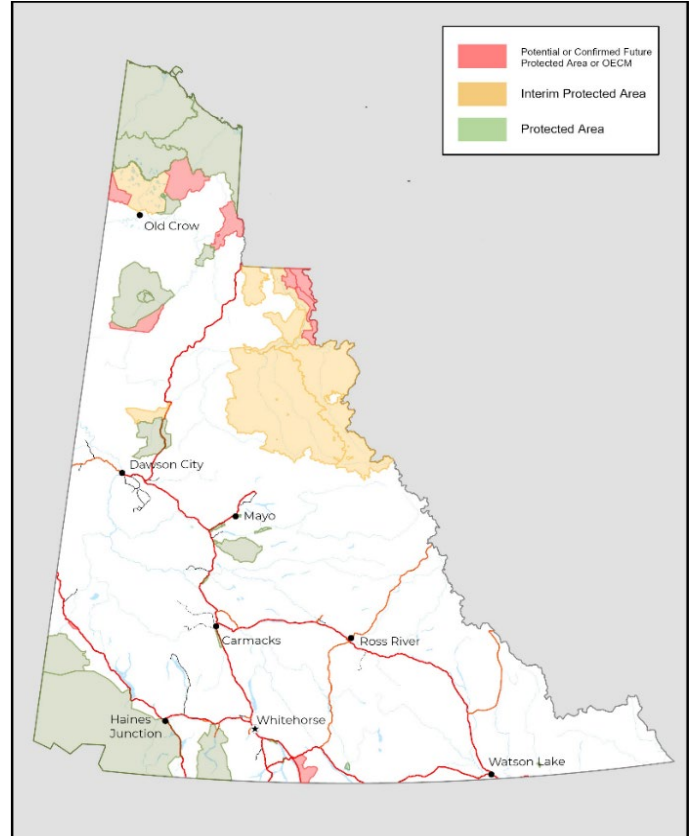 Potential or Confirmed Future
Protected Area or OECM
Interim Protected Area
Protected Area
Old Crow
Dawson City
Mayo
Carmacks
Ross River
Haines
Junction
Whitehorse
Watson Lake